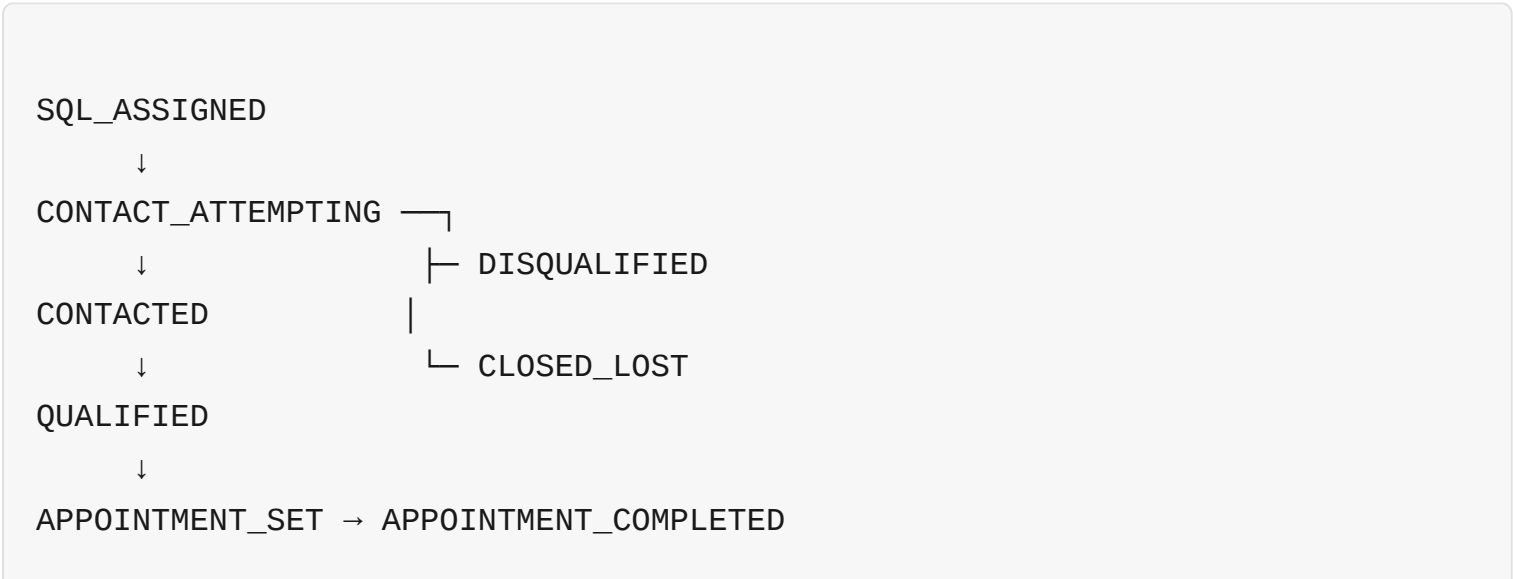 SQL_ASSIGNED
↓
CONTACT_ATTEMPTING ──┐
↓ ├─ DISQUALIFIED
CONTACTED │
↓ └─ CLOSED_LOST
QUALIFIED
↓
APPOINTMENT_SET → APPOINTMENT_COMPLETED